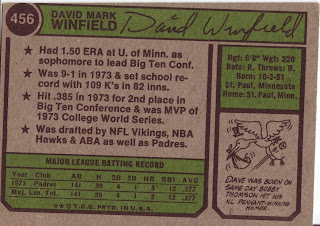 456
DAVID MARK
WINFIELD
David Winfield
★ Had 1.50 ERA at U. of Minn. as
sophomore to lead Big Ten Conf.
★ Was 9-1 in 1973 & set school
record with 109 K's in 82 inns.
★ Hit .385 in 1973 for 2nd place in
Big Ten Conference & was MVP of
1973 College World Series.
★ Was drafted by NFL Vikings, NBA
Hawks & ABA as well as Padres.
Hgt: 6'6" Wgt: 220
Bats: R. Throws: R.
Born: 10-3-51
St. Paul, Minnesota
Home: St. Paul, Minn.
MAJOR LEAGUE BATTING RECORD
Year Club AB H 2B 3B HR RBI AVG
1973 Padres 141 39 4 1 3 12 .277
Maj. Lea. Tot. 141 39 4 1 3 12 .277
★ © T.C.G. PRTD. IN U.S.A.
DAVE WAS BORN ON
SAME DAY BOBBY
THOMSON HIT HIS
NL PENNANT-WINNING
HOMER.